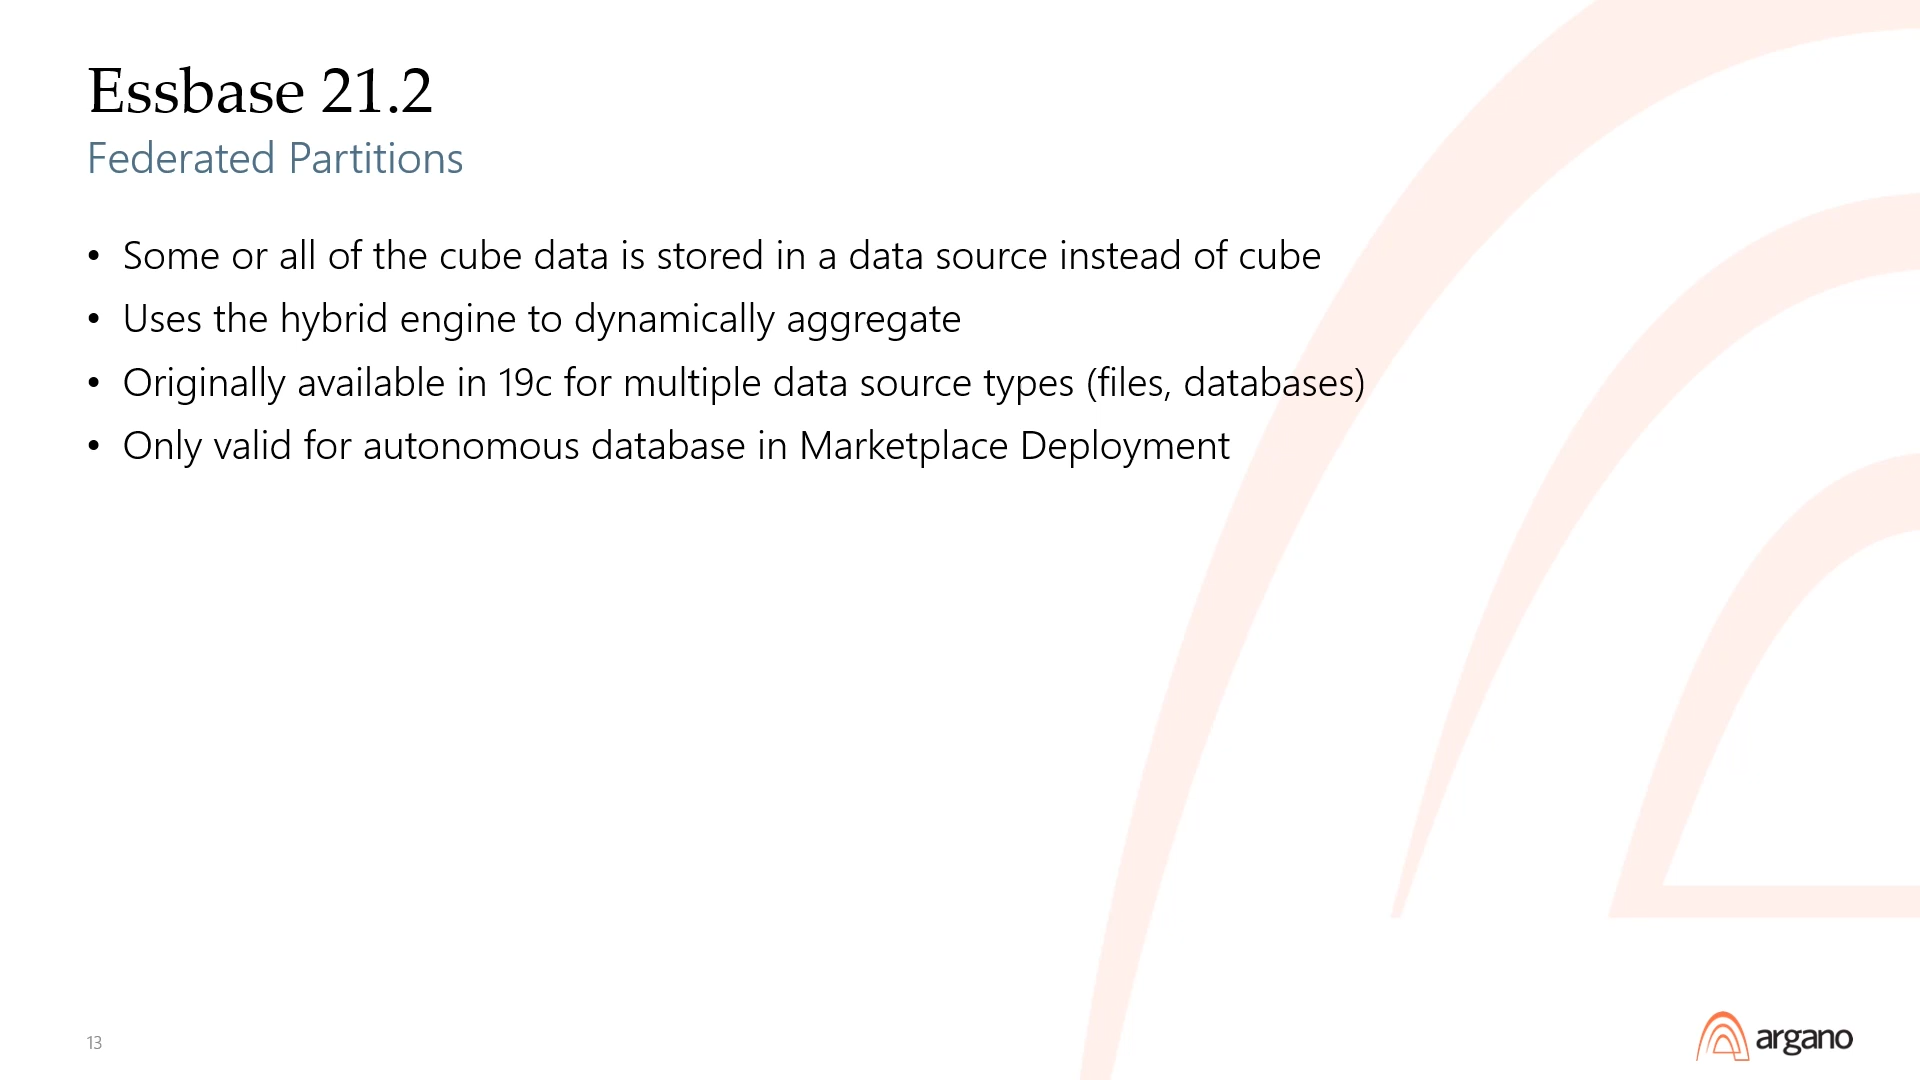 Essbase 21.2
Federated Partitions
• Some or all of the cube data is stored in a data source instead of cube
• Uses the hybrid engine to dynamically aggregate
• Originally available in 19c for multiple data source types (files, databases)
• Only valid for autonomous database in Marketplace Deployment
13
argano